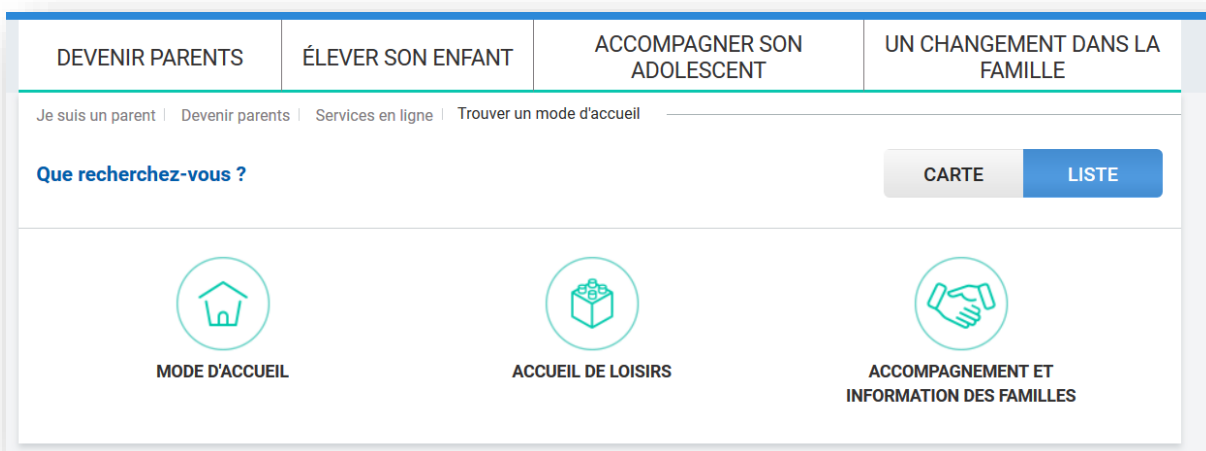 DEVENIR PARENTS
ÉLEVER SON ENFANT
ACCOMPAGNER SON
ADOLESCENT
UN CHANGEMENT DANS LA
FAMILLE
Je suis un parent | Devenir parents | Services en ligne | Trouver un mode d'accueil
Que recherchez-vous ?
CARTE
LISTE
MODE D'ACCUEIL
ACCUEIL DE LOISIRS
ACCOMPAGNEMENT ET
INFORMATION DES FAMILLES